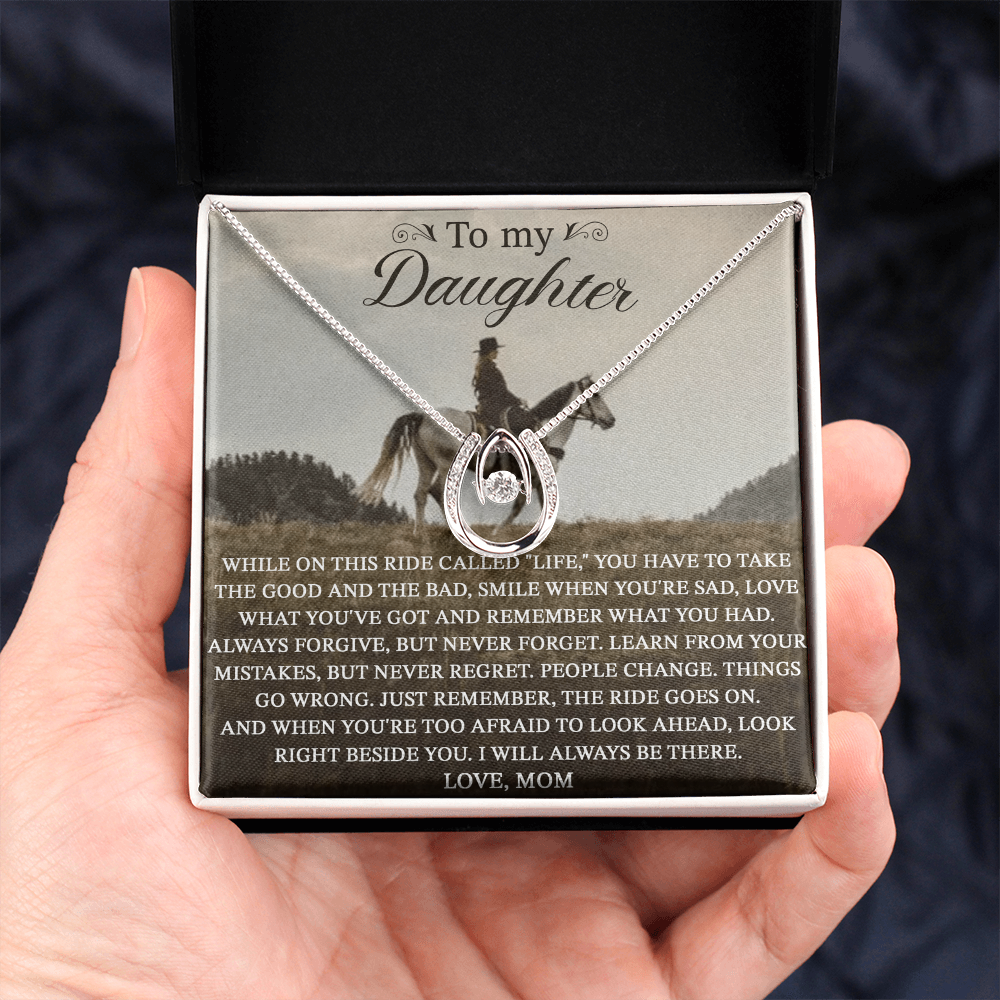 To my
Daughter
WHILE ON THIS RIDE CALLED "LIFE," YOU HAVE TO TAKE
THE GOOD AND THE BAD, SMILE WHEN YOU'RE SAD, LOVE
WHAT YOU'VE GOT AND REMEMBER WHAT YOU HAD.
ALWAYS FORGIVE, BUT NEVER FORGET. LEARN FROM YOUR
MISTAKES, BUT NEVER REGRET. PEOPLE CHANGE. THINGS
GO WRONG. JUST REMEMBER, THE RIDE GOES ON.
AND WHEN YOU'RE TOO AFRAID TO LOOK AHEAD, LOOK
RIGHT BESIDE YOU. I WILL ALWAYS BE THERE.
LOVE, MOM